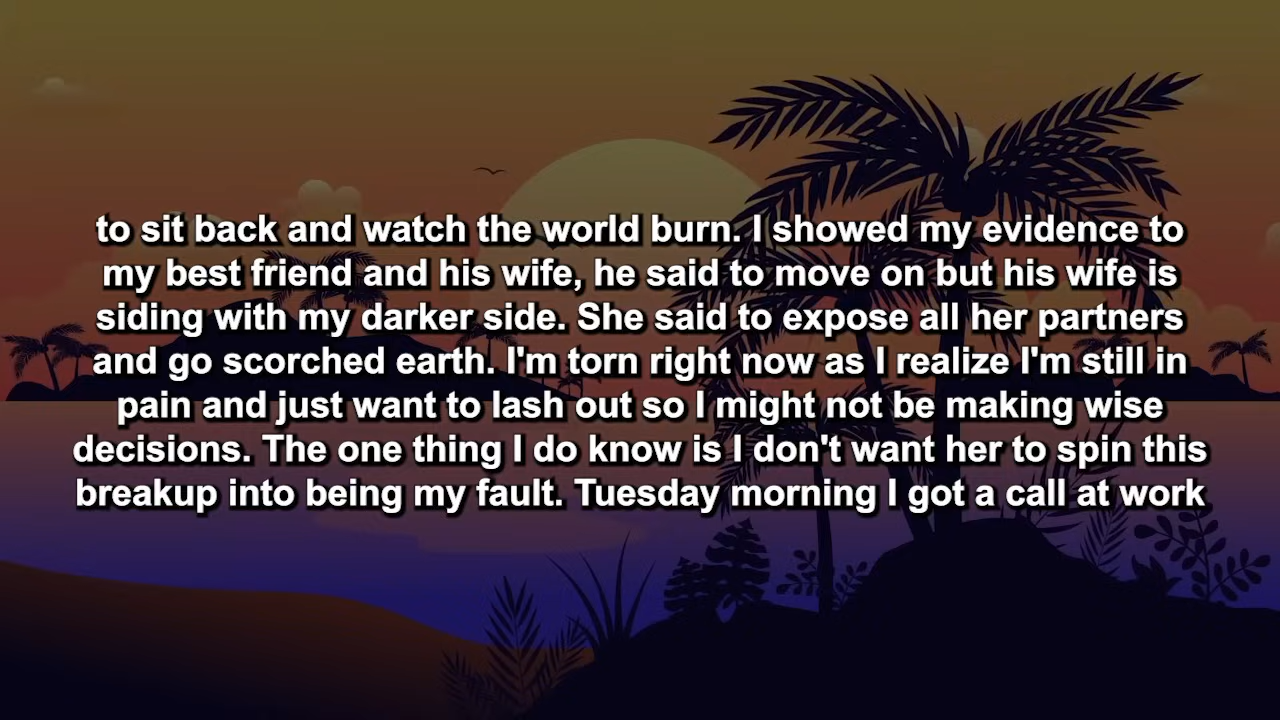 to sit back and watch the world burn. I showed my evidence to
my best friend and his wife, he said to move on but his wife is
siding with my darker side. She said to expose all her partners
and go scorched earth. I'm torn right now as I realize I'm still in
pain and just want to lash out so I might not be making wise
decisions. The one thing I do know is I don't want her to spin this
breakup into being my fault. Tuesday morning I got a call at work